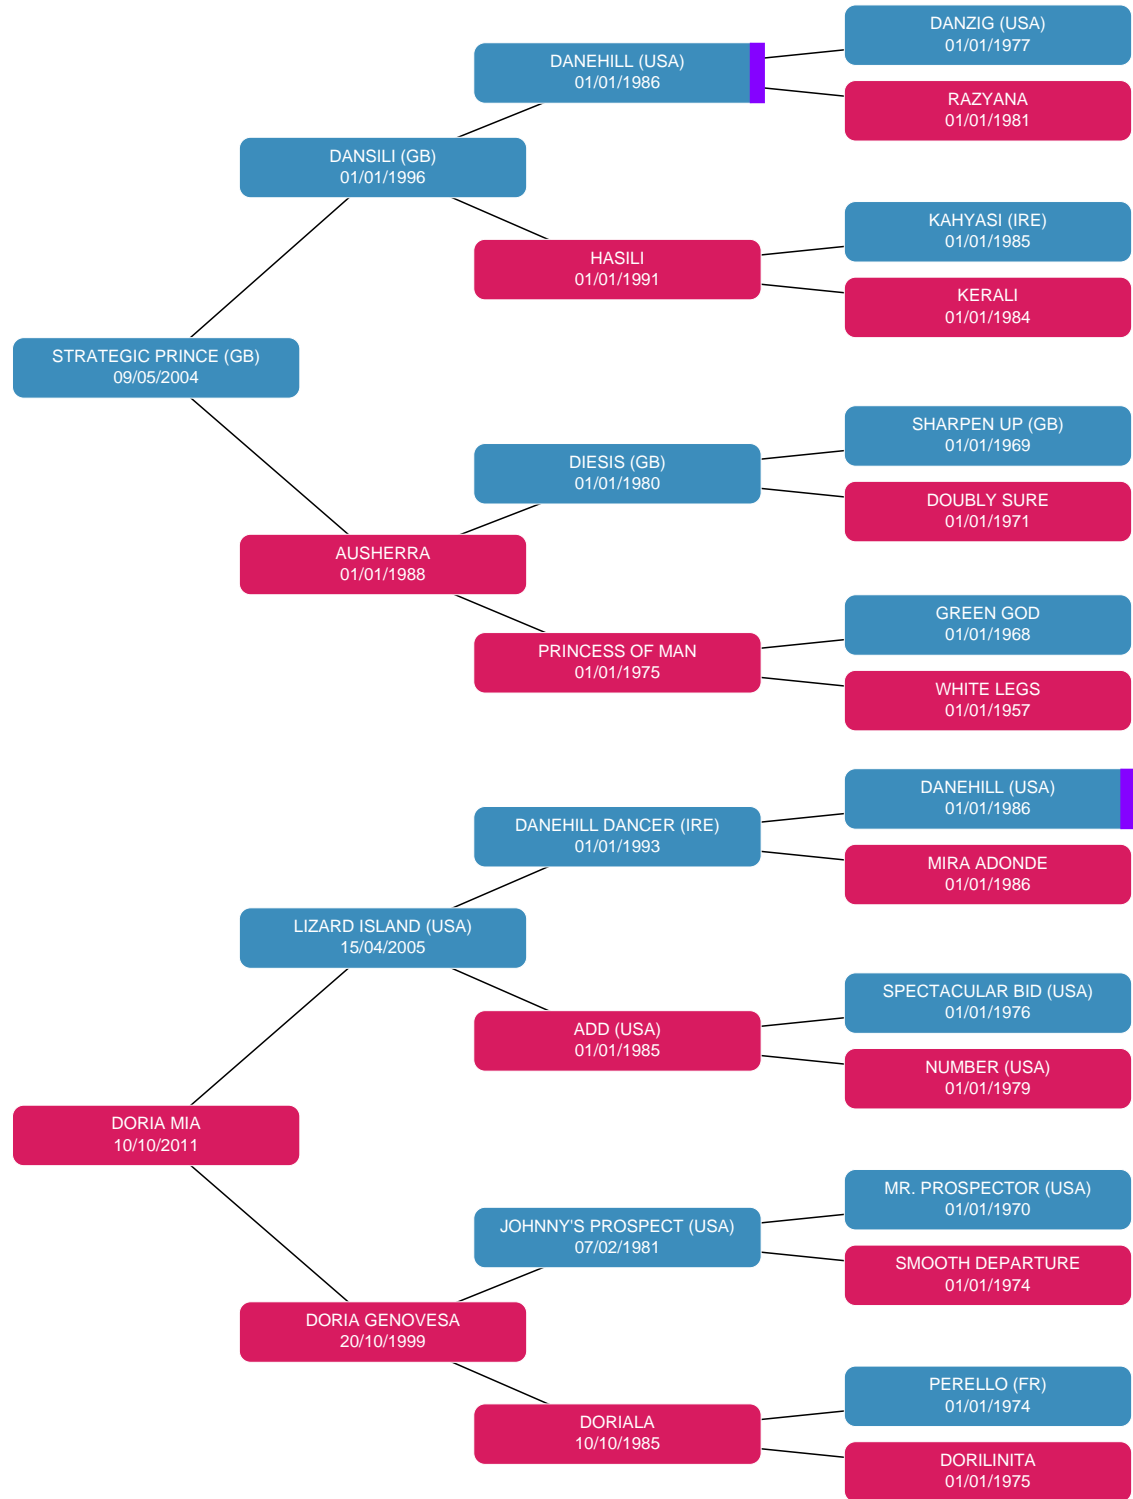 DANZIG (USA)
01/01/1977
DANEHILL (USA)
01/01/1986
RAZYANA
01/01/1981
DANSILI (GB)
01/01/1996
KAHYASI (IRE)
01/01/1985
HASILI
01/01/1991
KERALI
01/01/1984
STRATEGIC PRINCE (GB)
09/05/2004
SHARPEN UP (GB)
01/01/1969
DIESIS (GB)
01/01/1980
DOUBLY SURE
01/01/1971
AUSHERRA
01/01/1988
GREEN GOD
01/01/1968
PRINCESS OF MAN
01/01/1975
WHITE LEGS
01/01/1957
DANEHILL (USA)
01/01/1986
DANEHILL DANCER (IRE)
01/01/1993
MIRA ADONDE
01/01/1986
LIZARD ISLAND (USA)
15/04/2005
SPECTACULAR BID (USA)
01/01/1976
ADD (USA)
01/01/1985
NUMBER (USA)
01/01/1979
DORIA MIA
10/10/2011
MR. PROSPECTOR (USA)
01/01/1970
JOHNNY'S PROSPECT (USA)
07/02/1981
SMOOTH DEPARTURE
01/01/1974
DORIA GENOVESA
20/10/1999
PERELLO (FR)
01/01/1974
DORIALA
10/10/1985
DORILINITA
01/01/1975